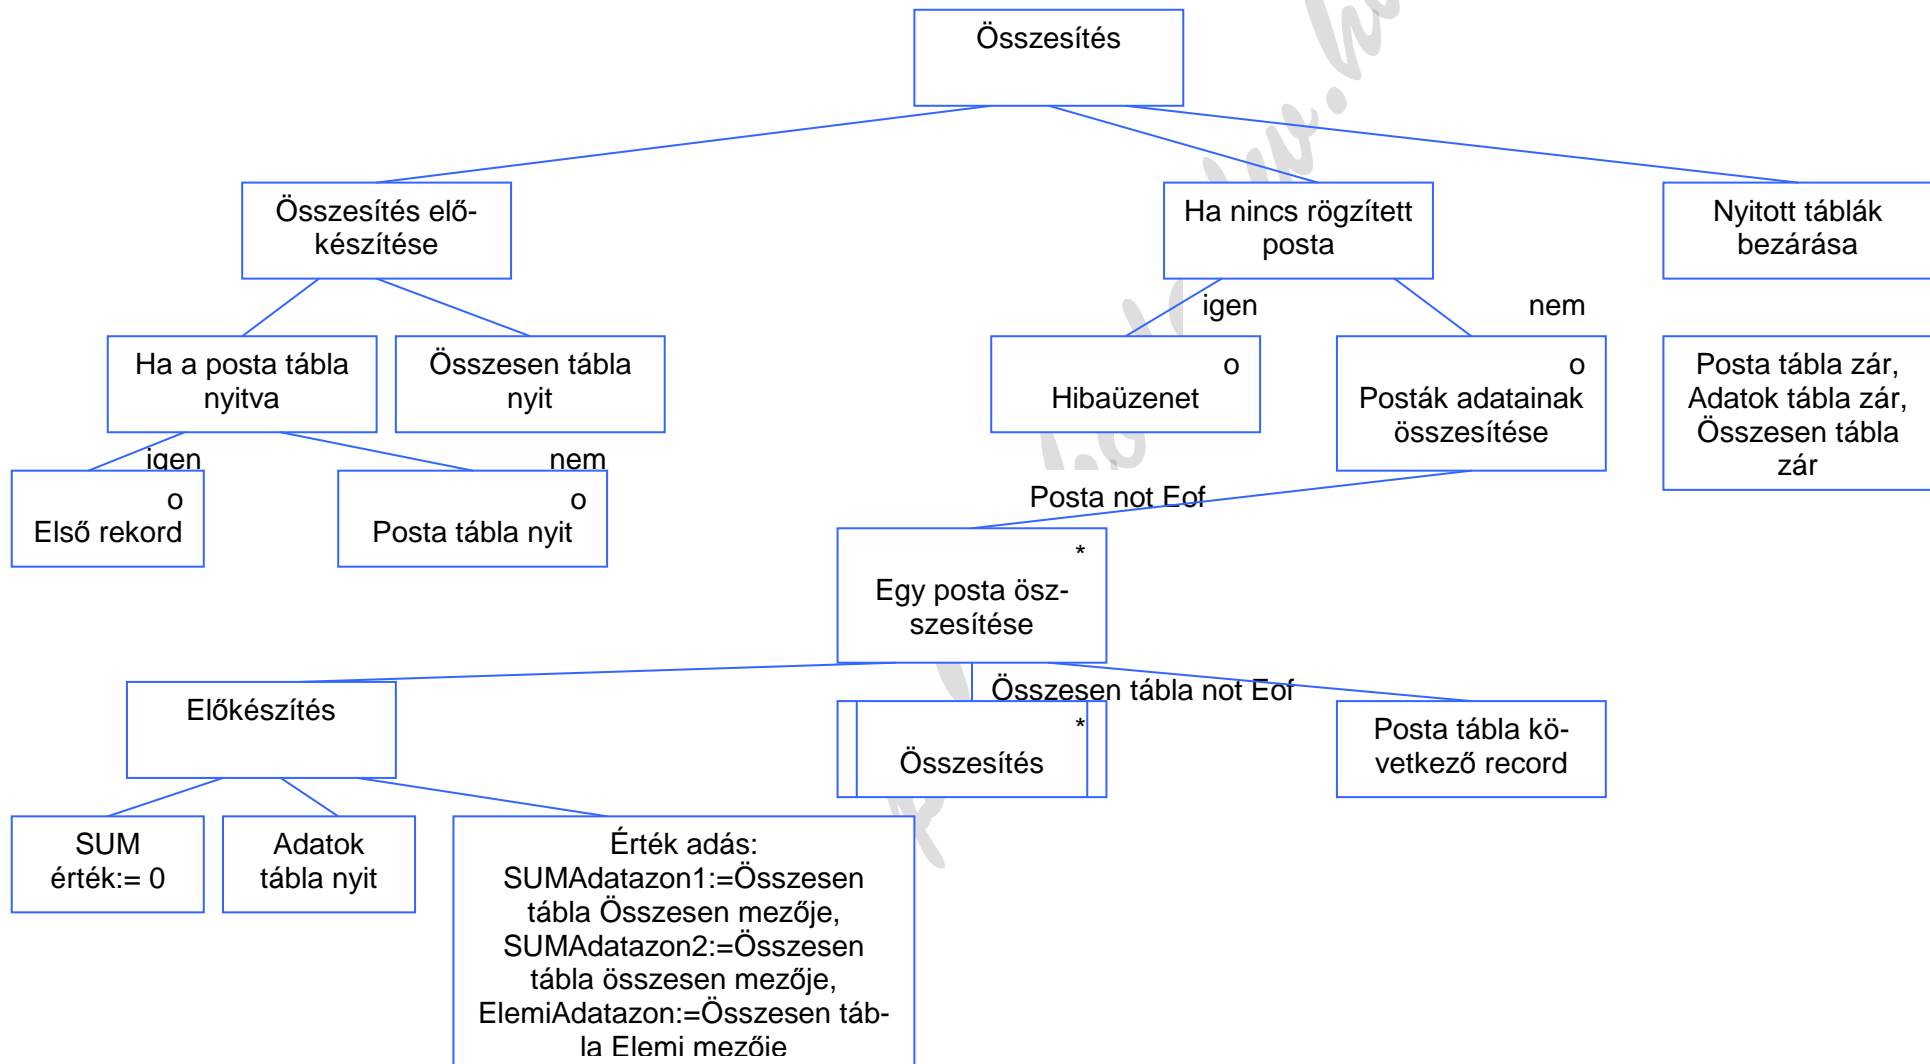 Összesítés
Összesítés elő-
készítése
Ha nincs rögzített
posta
Nyitott táblák
bezárása
igen
nem
Ha a posta tábla
nyitva
Összesen tábla
nyit
o
Hibaüzenet
o
Posták adatainak
összesítése
Posta tábla zár,
Adatok tábla zár,
Összesen tábla
zár
igen
nem
o
Első rekord
o
Posta tábla nyit
Posta not Eof
*
Egy posta ösz-
szesítése
Összesen tábla not Eof
Előkészítés
*
Összesítés
Posta tábla kö-
vetkező record
SUM
érték:= 0
Adatok
tábla nyit
Érték adás:
SUMAdatazon1:=Összesen
tábla Összesen mezője,
SUMAdatazon2:=Összesen
tábla összesen mezője,
ElemiAdatazon:=Összesen táb-
la Elemi mezője